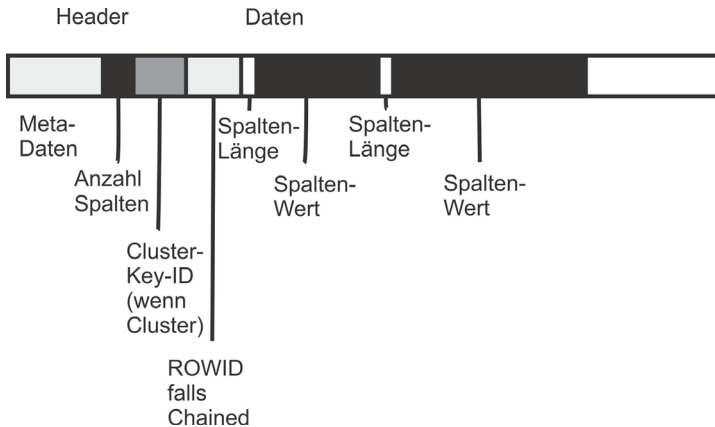 Header
Daten
Meta-
Daten
Anzahl
Spalten
Cluster-
Key-ID
(wenn
Cluster)
ROWID
falls
Chained
Spalten-
Länge
Spalten-
Wert
Spalten-
Länge
Spalten-
Wert